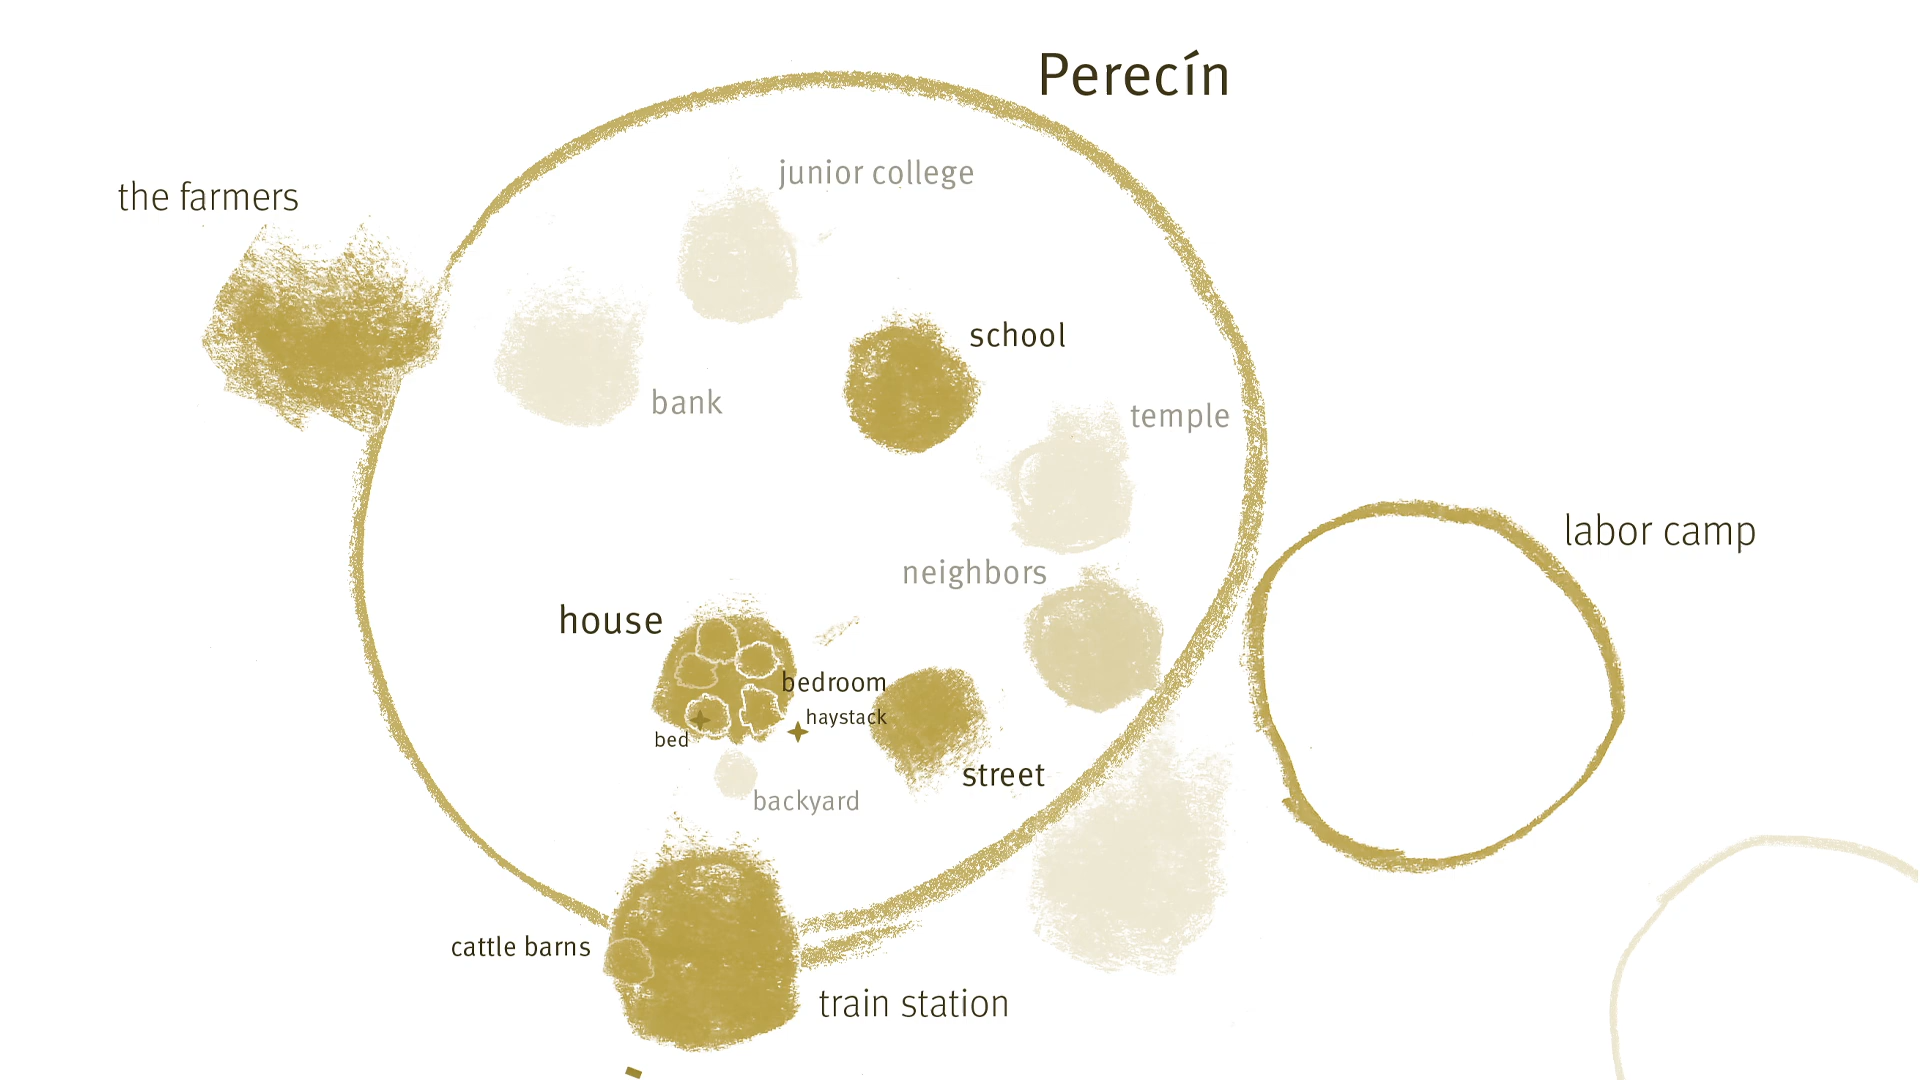 Perecín
junior college
the farmers
school
bank
temple
labor camp
neighbors
house
bedroom
haystack
bed
street
backyard
cattle barns
train station